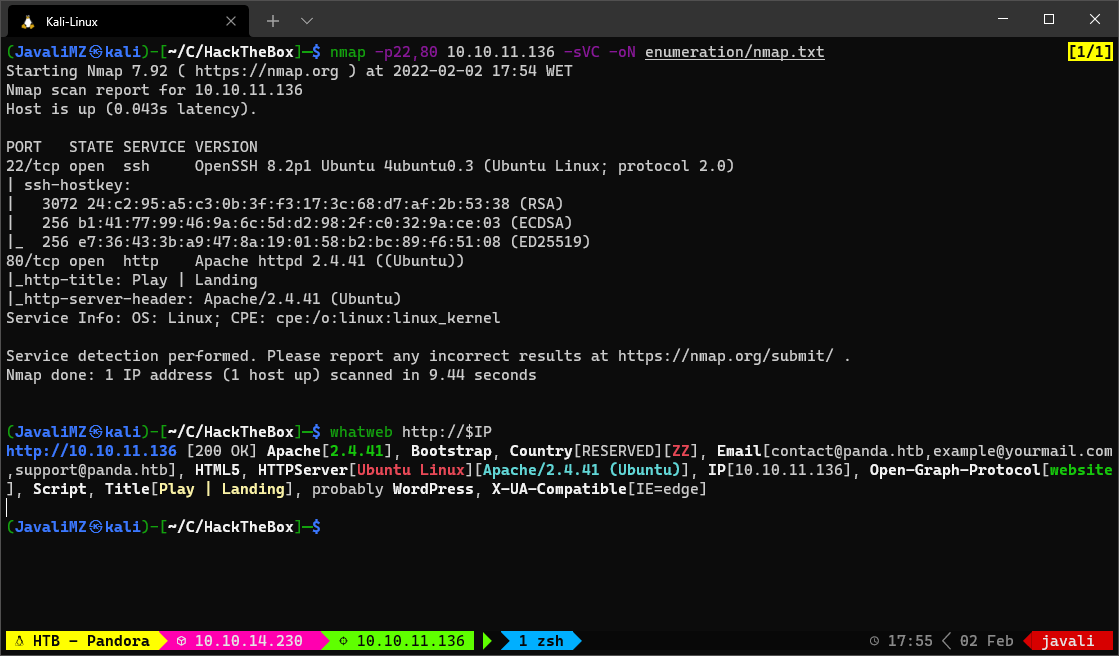 Kali-Linux
(JavaliMZ㉿kali)-[~/C/HackTheBox]─$ nmap -p22,80 10.10.11.136 -sVC -oN enumeration/nmap.txt [1/1]
Starting Nmap 7.92 ( https://nmap.org ) at 2022-02-02 17:54 WET
Nmap scan report for 10.10.11.136
Host is up (0.043s latency).
PORT   STATE SERVICE VERSION
22/tcp open  ssh     OpenSSH 8.2p1 Ubuntu 4ubuntu0.3 (Ubuntu Linux; protocol 2.0)
| ssh-hostkey:
|   3072 24:c2:95:a5:c3:0b:3f:f3:17:3c:68:d7:af:2b:53:38 (RSA)
|   256 b1:41:77:99:46:9a:6c:5d:d2:98:2f:c0:32:9a:ce:03 (ECDSA)
|_  256 e7:36:43:3b:a9:47:8a:19:01:58:b2:bc:89:f6:51:08 (ED25519)
80/tcp open  http    Apache httpd 2.4.41 ((Ubuntu))
|_http-title: Play | Landing
|_http-server-header: Apache/2.4.41 (Ubuntu)
Service Info: OS: Linux; CPE: cpe:/o:linux:linux_kernel
Service detection performed. Please report any incorrect results at https://nmap.org/submit/ .
Nmap done: 1 IP address (1 host up) scanned in 9.44 seconds
(JavaliMZ㉿kali)-[~/C/HackTheBox]─$ whatweb http://$IP
http://10.10.11.136 [200 OK] Apache[2.4.41], Bootstrap, Country[RESERVED][ZZ], Email[contact@panda.htb,example@yourmail.com
,support@panda.htb], HTML5, HTTPServer[Ubuntu Linux][Apache/2.4.41 (Ubuntu)], IP[10.10.11.136], Open-Graph-Protocol[website
], Script, Title[Play | Landing], probably WordPress, X-UA-Compatible[IE=edge]
(JavaliMZ㉿kali)-[~/C/HackTheBox]─$
HTB - Pandora 10.10.14.230 10.10.11.136 1 zsh 17:55 02 Feb javali